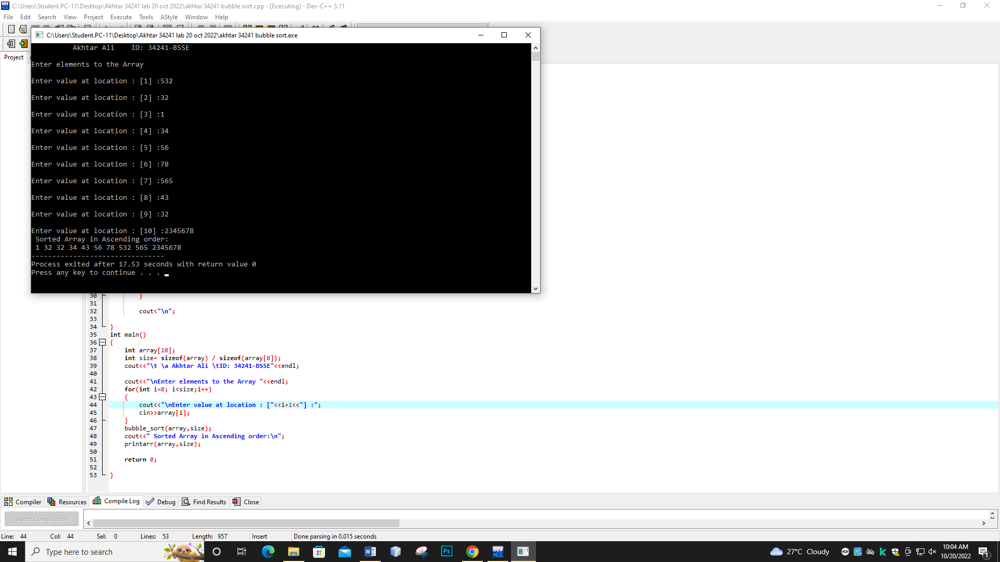 C:\Users\Student.PC-11\Desktop\Akhtar 34241 lab 20 oct 2022\akhtar 34241 bubble sort.cpp - [Executing] - Dev-C++ 5.11
File Edit Search View Project Execute Tools AStyle Window Help
C:\Users\Student.PC-11\Desktop\Akhtar 34241 lab 20 oct 2022\akhtar 34241 bubble sort.exe
Project
Akhtar Ali    ID: 34241-BSSE
Enter elements to the Array
Enter value at location : [1] :532
Enter value at location : [2] :32
Enter value at location : [3] :1
Enter value at location : [4] :34
Enter value at location : [5] :56
Enter value at location : [6] :78
Enter value at location : [7] :565
Enter value at location : [8] :43
Enter value at location : [9] :32
Enter value at location : [10] :2345678
Sorted Array in Ascending order:
1 32 32 34 43 56 78 532 565 2345678
--------------------------------
Process exited after 17.53 seconds with return value 0
Press any key to continue . . .
30 }
31
32 cout<"\n";
33
34 }
35 int main()
36 {
37 int array[10];
38 int size= sizeof(array) / sizeof(array[0]);
39 cout<<"\t \a Akhtar Ali \tID: 34241-BSSE"<<endl;
40
41 cout<<"\nEnter elements to the Array "<<endl;
42 for(int i=0; i<size;i++)
43 {
44 cout<<"\nEnter value at location : ["<<i+1<<"] :";
45 cin>>array[i];
46 }
47 bubble_sort(array,size);
48 cout<<" Sorted Array in Ascending order:\n";
49 printarr(array,size);
50
51 return 0;
52
53 }
Compiler Resources Compile Log Debug Find Results Close
Abort Compilation
Line: 44 Col: 44 Sel: 0 Lines: 53 Length: 957 Insert Done parsing in 0.015 seconds
Type here to search
Ps
DEV
27°C Cloudy
10:04 AM
10/20/2022
1